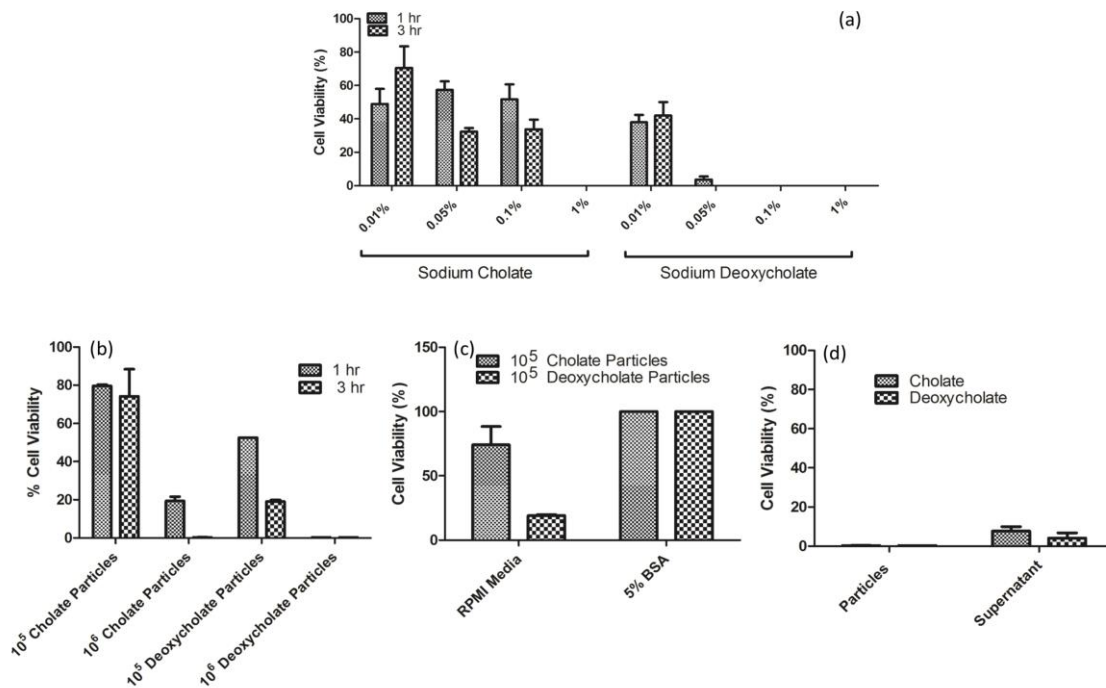 (a)
1 hr
3 hr
Cell Viability (%)
100
80
60
40
20
0
0.01%
0.05%
0.1%
1%
0.01%
0.05%
0.1%
1%
Sodium Cholate
Sodium Deoxycholate
(b)
1 hr
3 hr
% Cell Viability
100
80
60
40
20
0
10⁵ Cholate Particles
10⁶ Cholate Particles
10⁵ Deoxycholate Particles
10⁶ Deoxycholate Particles
(c)
10⁵ Cholate Particles
10⁵ Deoxycholate Particles
Cell Viability (%)
150
100
50
0
RPMI Media
5% BSA
(d)
Cholate
Deoxycholate
Cell Viability (%)
100
80
60
40
20
0
Particles
Supernatant